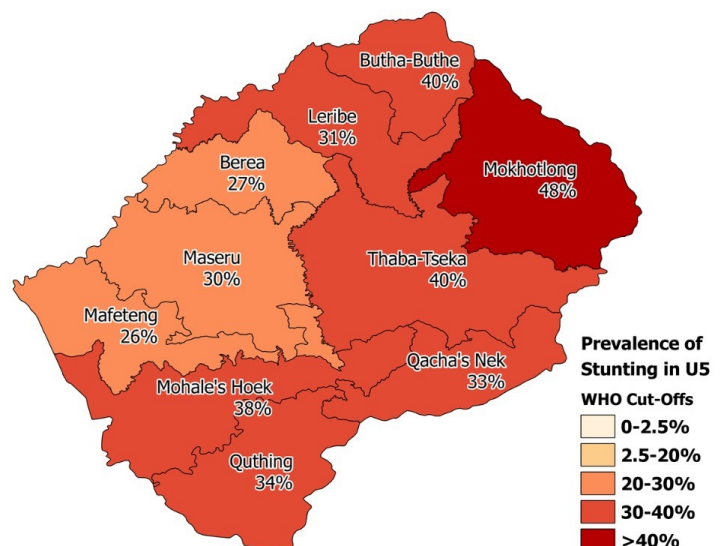 Butha-Buthe
40%
Leribe
31%
Berea
27%
Mokhotlong
48%
Maseru
30%
Thaba-Tseka
40%
Mafeteng
26%
Qacha's Nek
33%
Mohale's Hoek
38%
Quthing
34%
Prevalence of
Stunting in U5
WHO Cut-Offs
0-2.5%
2.5-20%
20-30%
30-40%
>40%